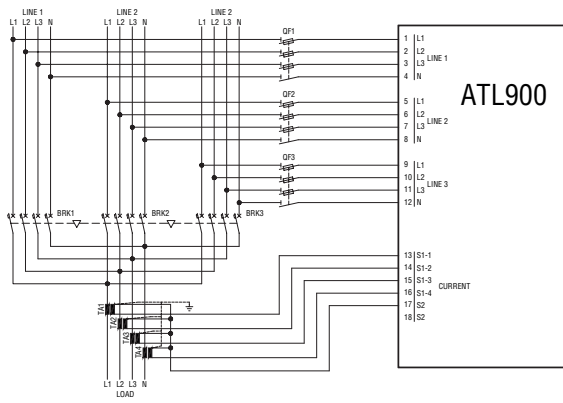 LINE 1 LINE 2 LINE 2
L1 L2 L3 N L1 L2 L3 N L1 L2 L3 N
QF1
1 L1
2 L2
3 L3
4 N
LINE 1
ATL900
QF2
5 L1
6 L2
7 L3
8 N
LINE 2
QF3
9 L1
10 L2
11 L3
12 N
LINE 3
BRK1 BRK2 BRK3
13 S1-1
14 S1-2
15 S1-3
16 S1-4
17 S2
18 S2
CURRENT
TA1
TA2
TA3
TA4
L1 L2 L3 N
LOAD